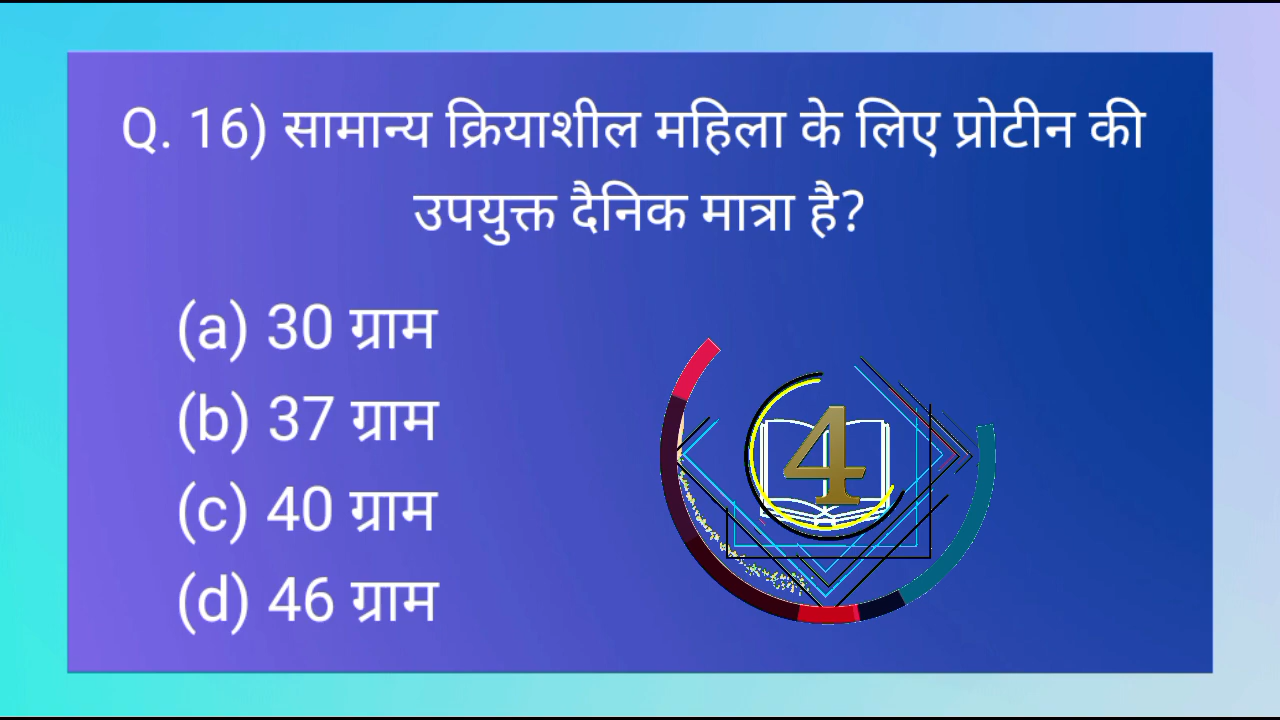 Q. 16) सामान्य क्रियाशील महिला के लिए प्रोटीन की
उपयुक्त दैनिक मात्रा है?
(a) 30 ग्राम
(b) 37 ग्राम
(c) 40 ग्राम
(d) 46 ग्राम
4